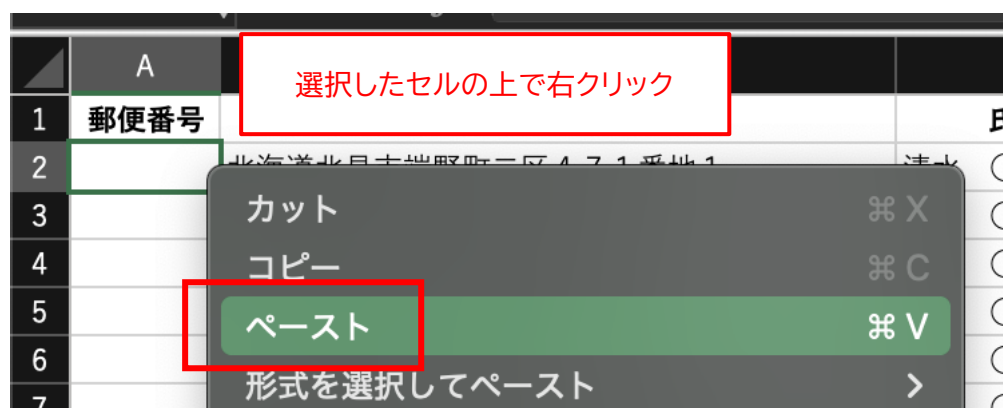 A
選択したセルの上で右クリック
1 郵便番号
2
3 カット ⌘ X
4 コピー ⌘ C
5 ペースト ⌘ V
6
形式を選択してペースト >